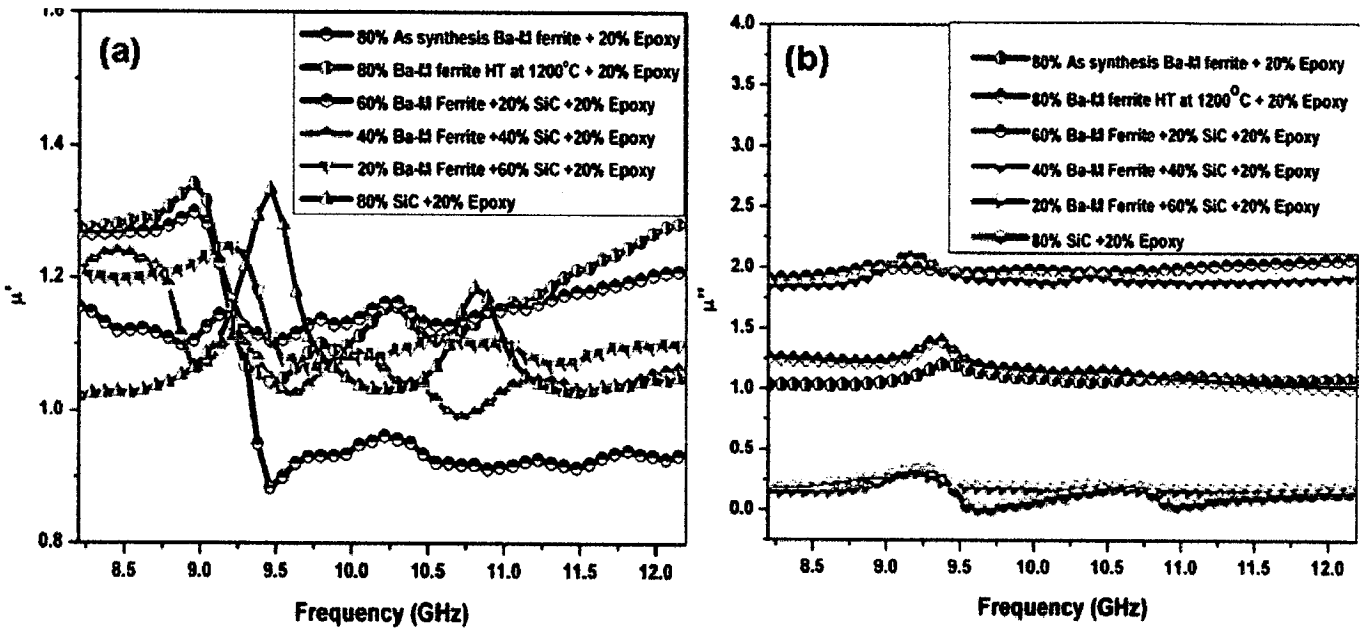 (a)
80% As synthesis Ba-M ferrite + 20% Epoxy
80% Ba-M ferrite HT at 1200°C + 20% Epoxy
60% Ba-M Ferrite +20% SiC +20% Epoxy
40% Ba-M Ferrite +40% SiC +20% Epoxy
20% Ba-M Ferrite +60% SiC +20% Epoxy
80% SiC +20% Epoxy
1.6
1.4
1.2
1.0
0.8
μ'
8.5 9.0 9.5 10.0 10.5 11.0 11.5 12.0
Frequency (GHz)
(b)
80% As synthesis Ba-M ferrite + 20% Epoxy
80% Ba-M ferrite HT at 1200°C + 20% Epoxy
60% Ba-M Ferrite +20% SiC +20% Epoxy
40% Ba-M Ferrite +40% SiC +20% Epoxy
20% Ba-M Ferrite +60% SiC +20% Epoxy
80% SiC +20% Epoxy
4.0
3.5
3.0
2.5
2.0
1.5
1.0
0.5
0.0
μ''
8.5 9.0 9.5 10.0 10.5 11.0 11.5 12.0
Frequency (GHz)